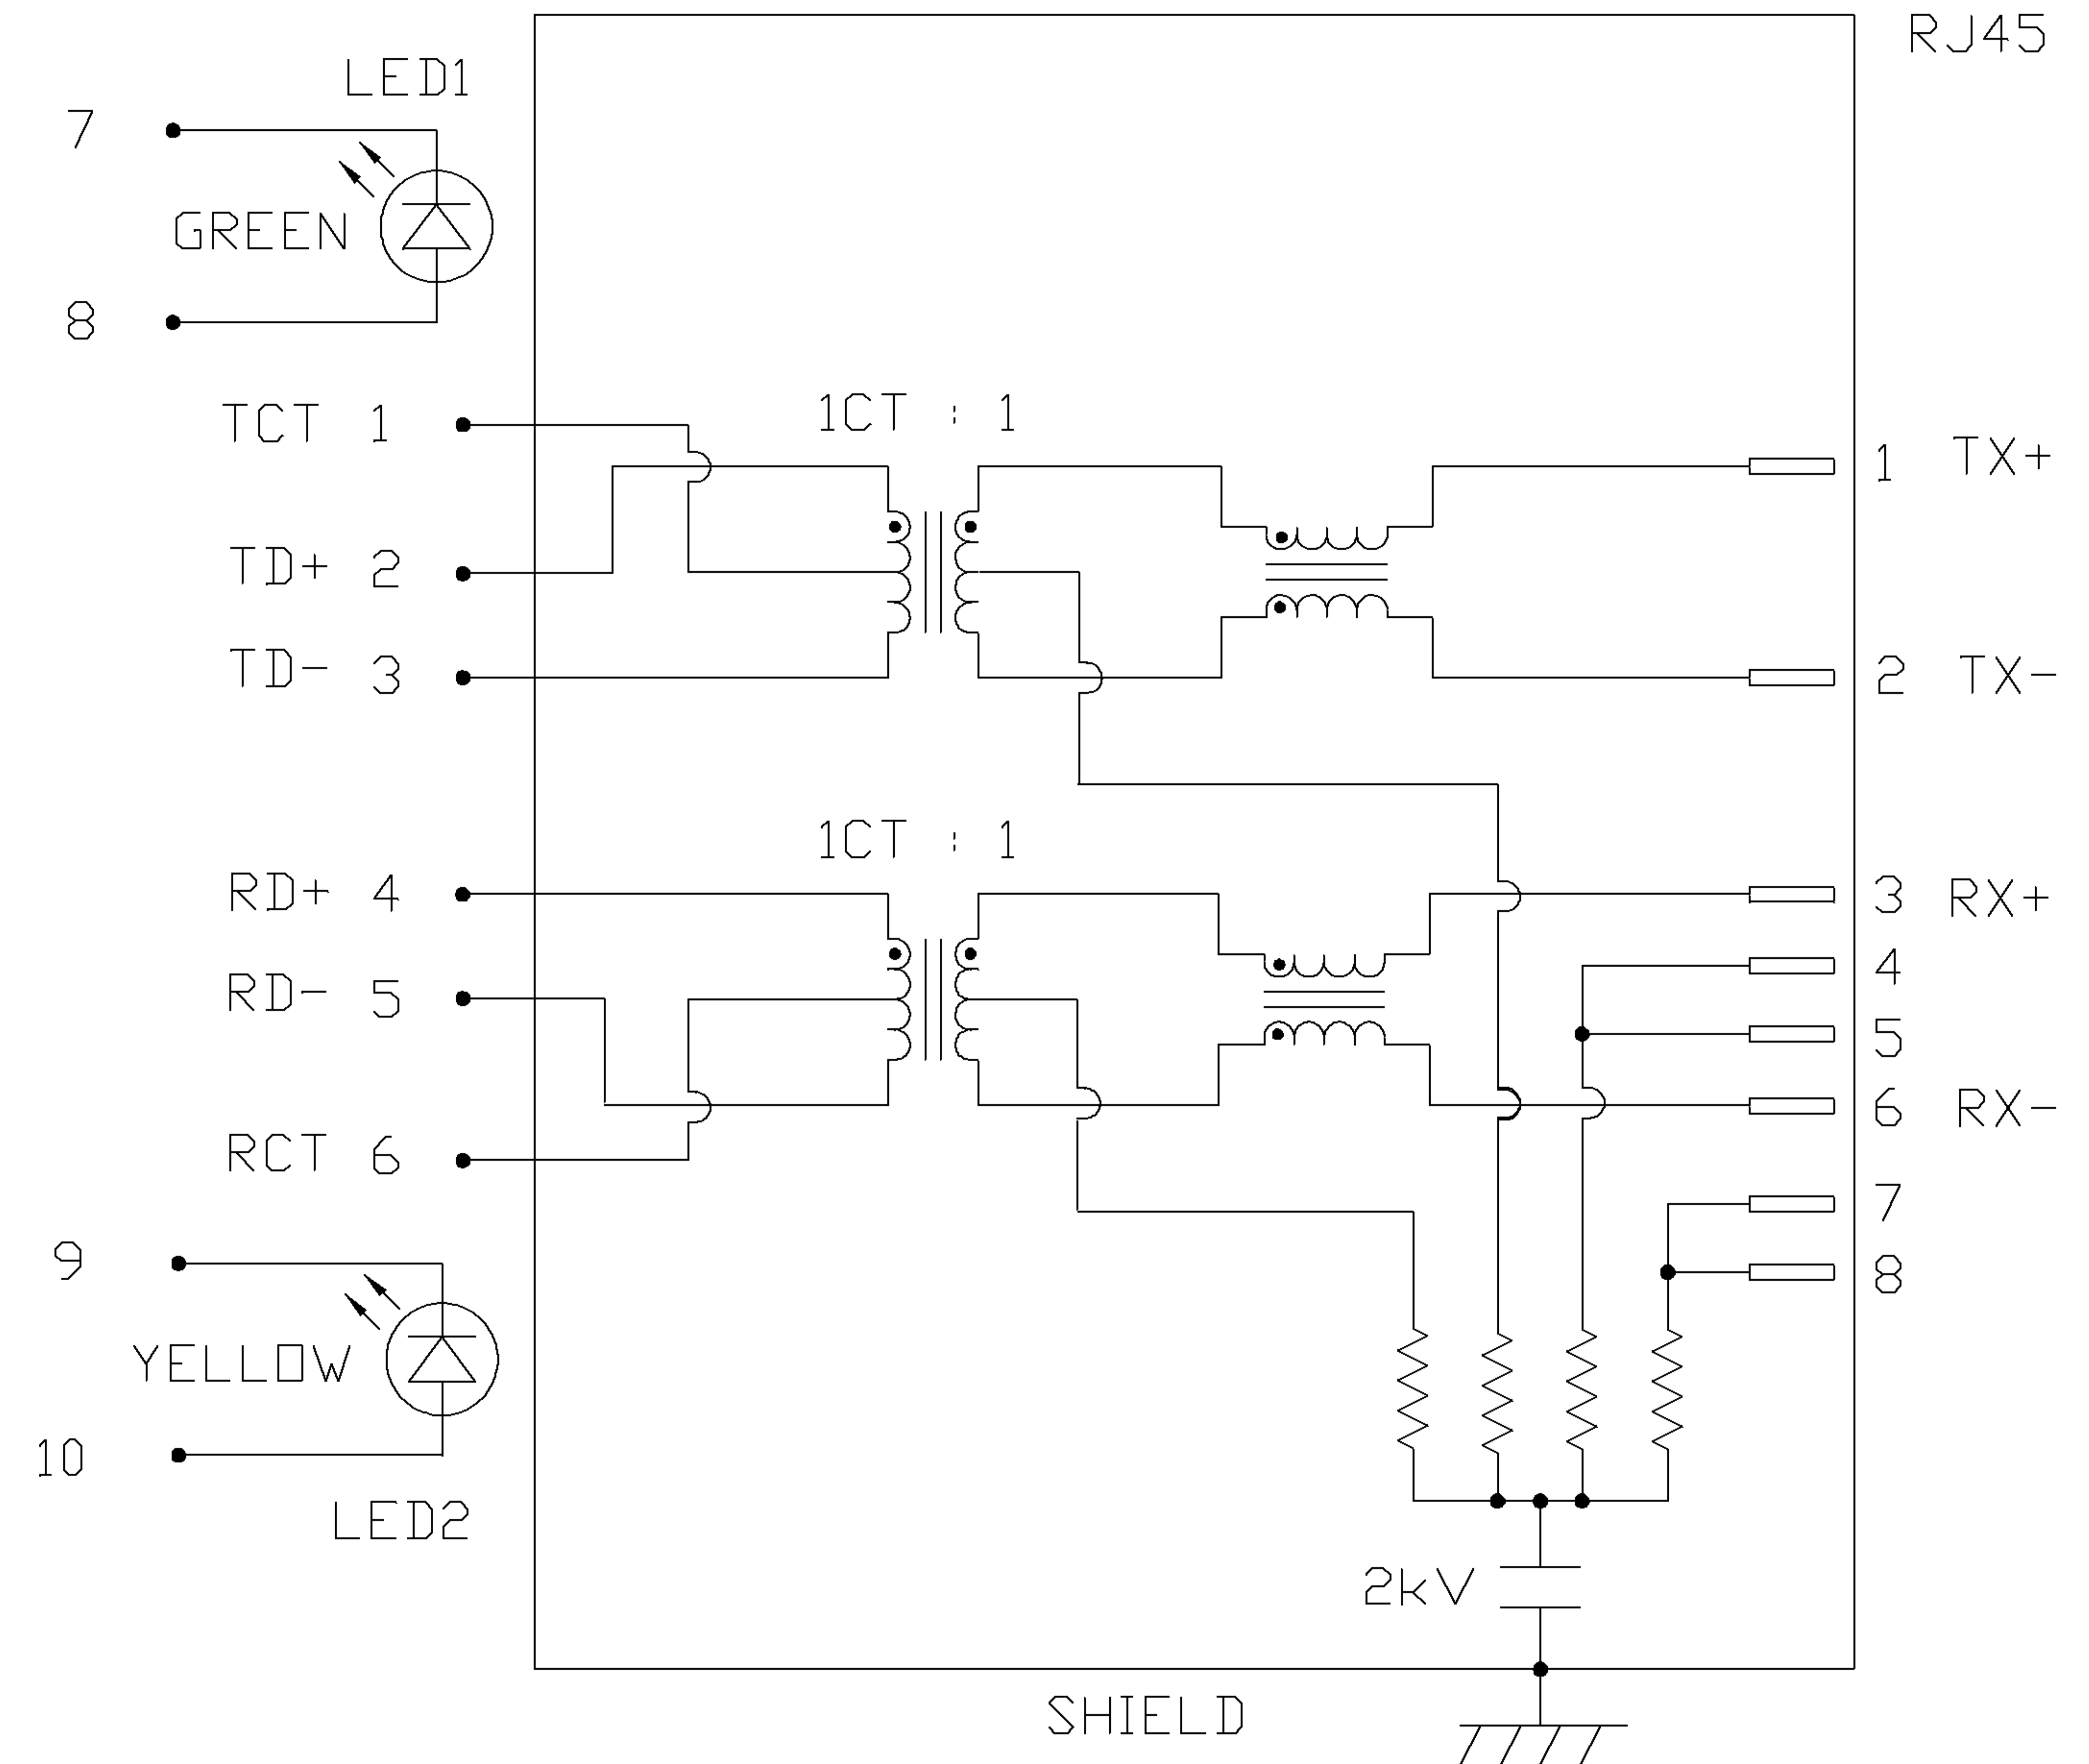 RJ45
LED1
7
GREEN
8
TCT 1
1CT : 1
1 TX+
TD+ 2
TD- 3
2 TX-
1CT : 1
RD+ 4
3 RX+
4
RD- 5
5
6 RX-
RCT 6
7
9
8
YELLOW
10
LED2
2kV
SHIELD